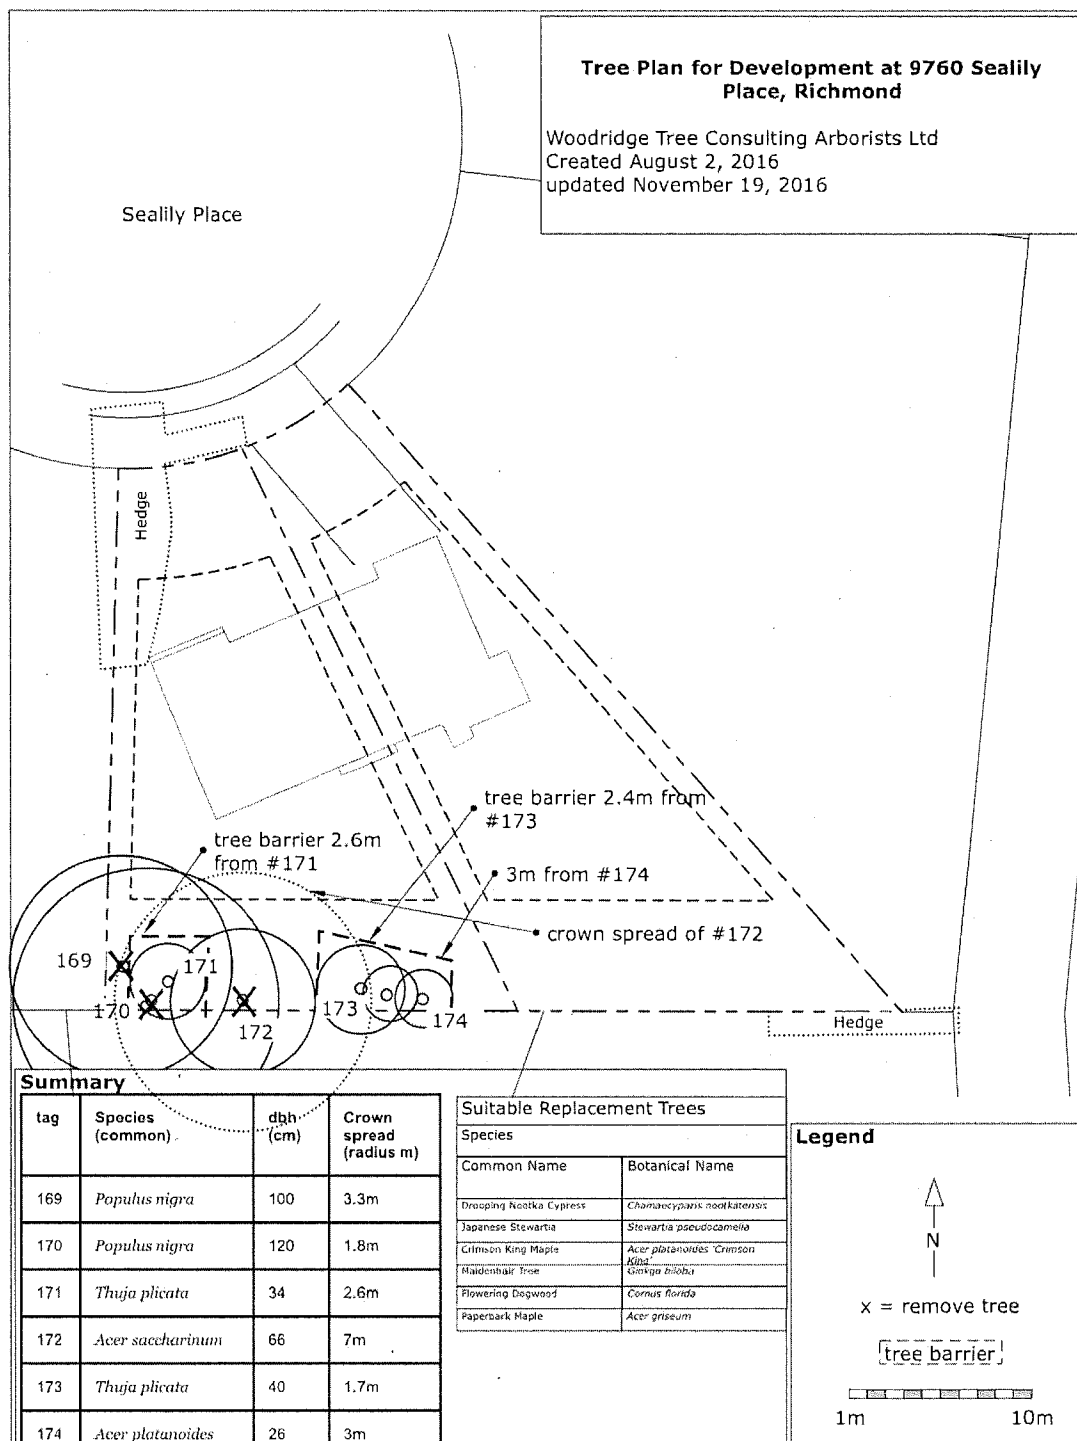 Tree Plan for Development at 9760 Sealily
Place, Richmond
Woodridge Tree Consulting Arborists Ltd
Created August 2, 2016
updated November 19, 2016
Sealily Place
Hedge
tree barrier 2.4m from
#173
tree barrier 2.6m
from #171
3m from #174
crown spread of #172
169
171
170
172
173
174
Hedge
Summary
tag Species (common) dbh (cm) Crown spread (radius m)
169 Populus nigra 100 3.3m
170 Populus nigra 120 1.8m
171 Thuja plicata 34 2.6m
172 Acer saccharinum 66 7m
173 Thuja plicata 40 1.7m
174 Acer platanoides 26 3m
Suitable Replacement Trees
Species
Common Name Botanical Name
Drooping Nootka Cypress Chamaecyparis nootkatensis
Japanese Stewartia Stewartia pseudocamelia
Crimson King Maple Acer platanoides 'Crimson King'
Maidenhair Tree Ginkgo biloba
Flowering Dogwood Cornus florida
Paperbark Maple Acer griseum
Legend
N
x = remove tree
tree barrier
1m 10m